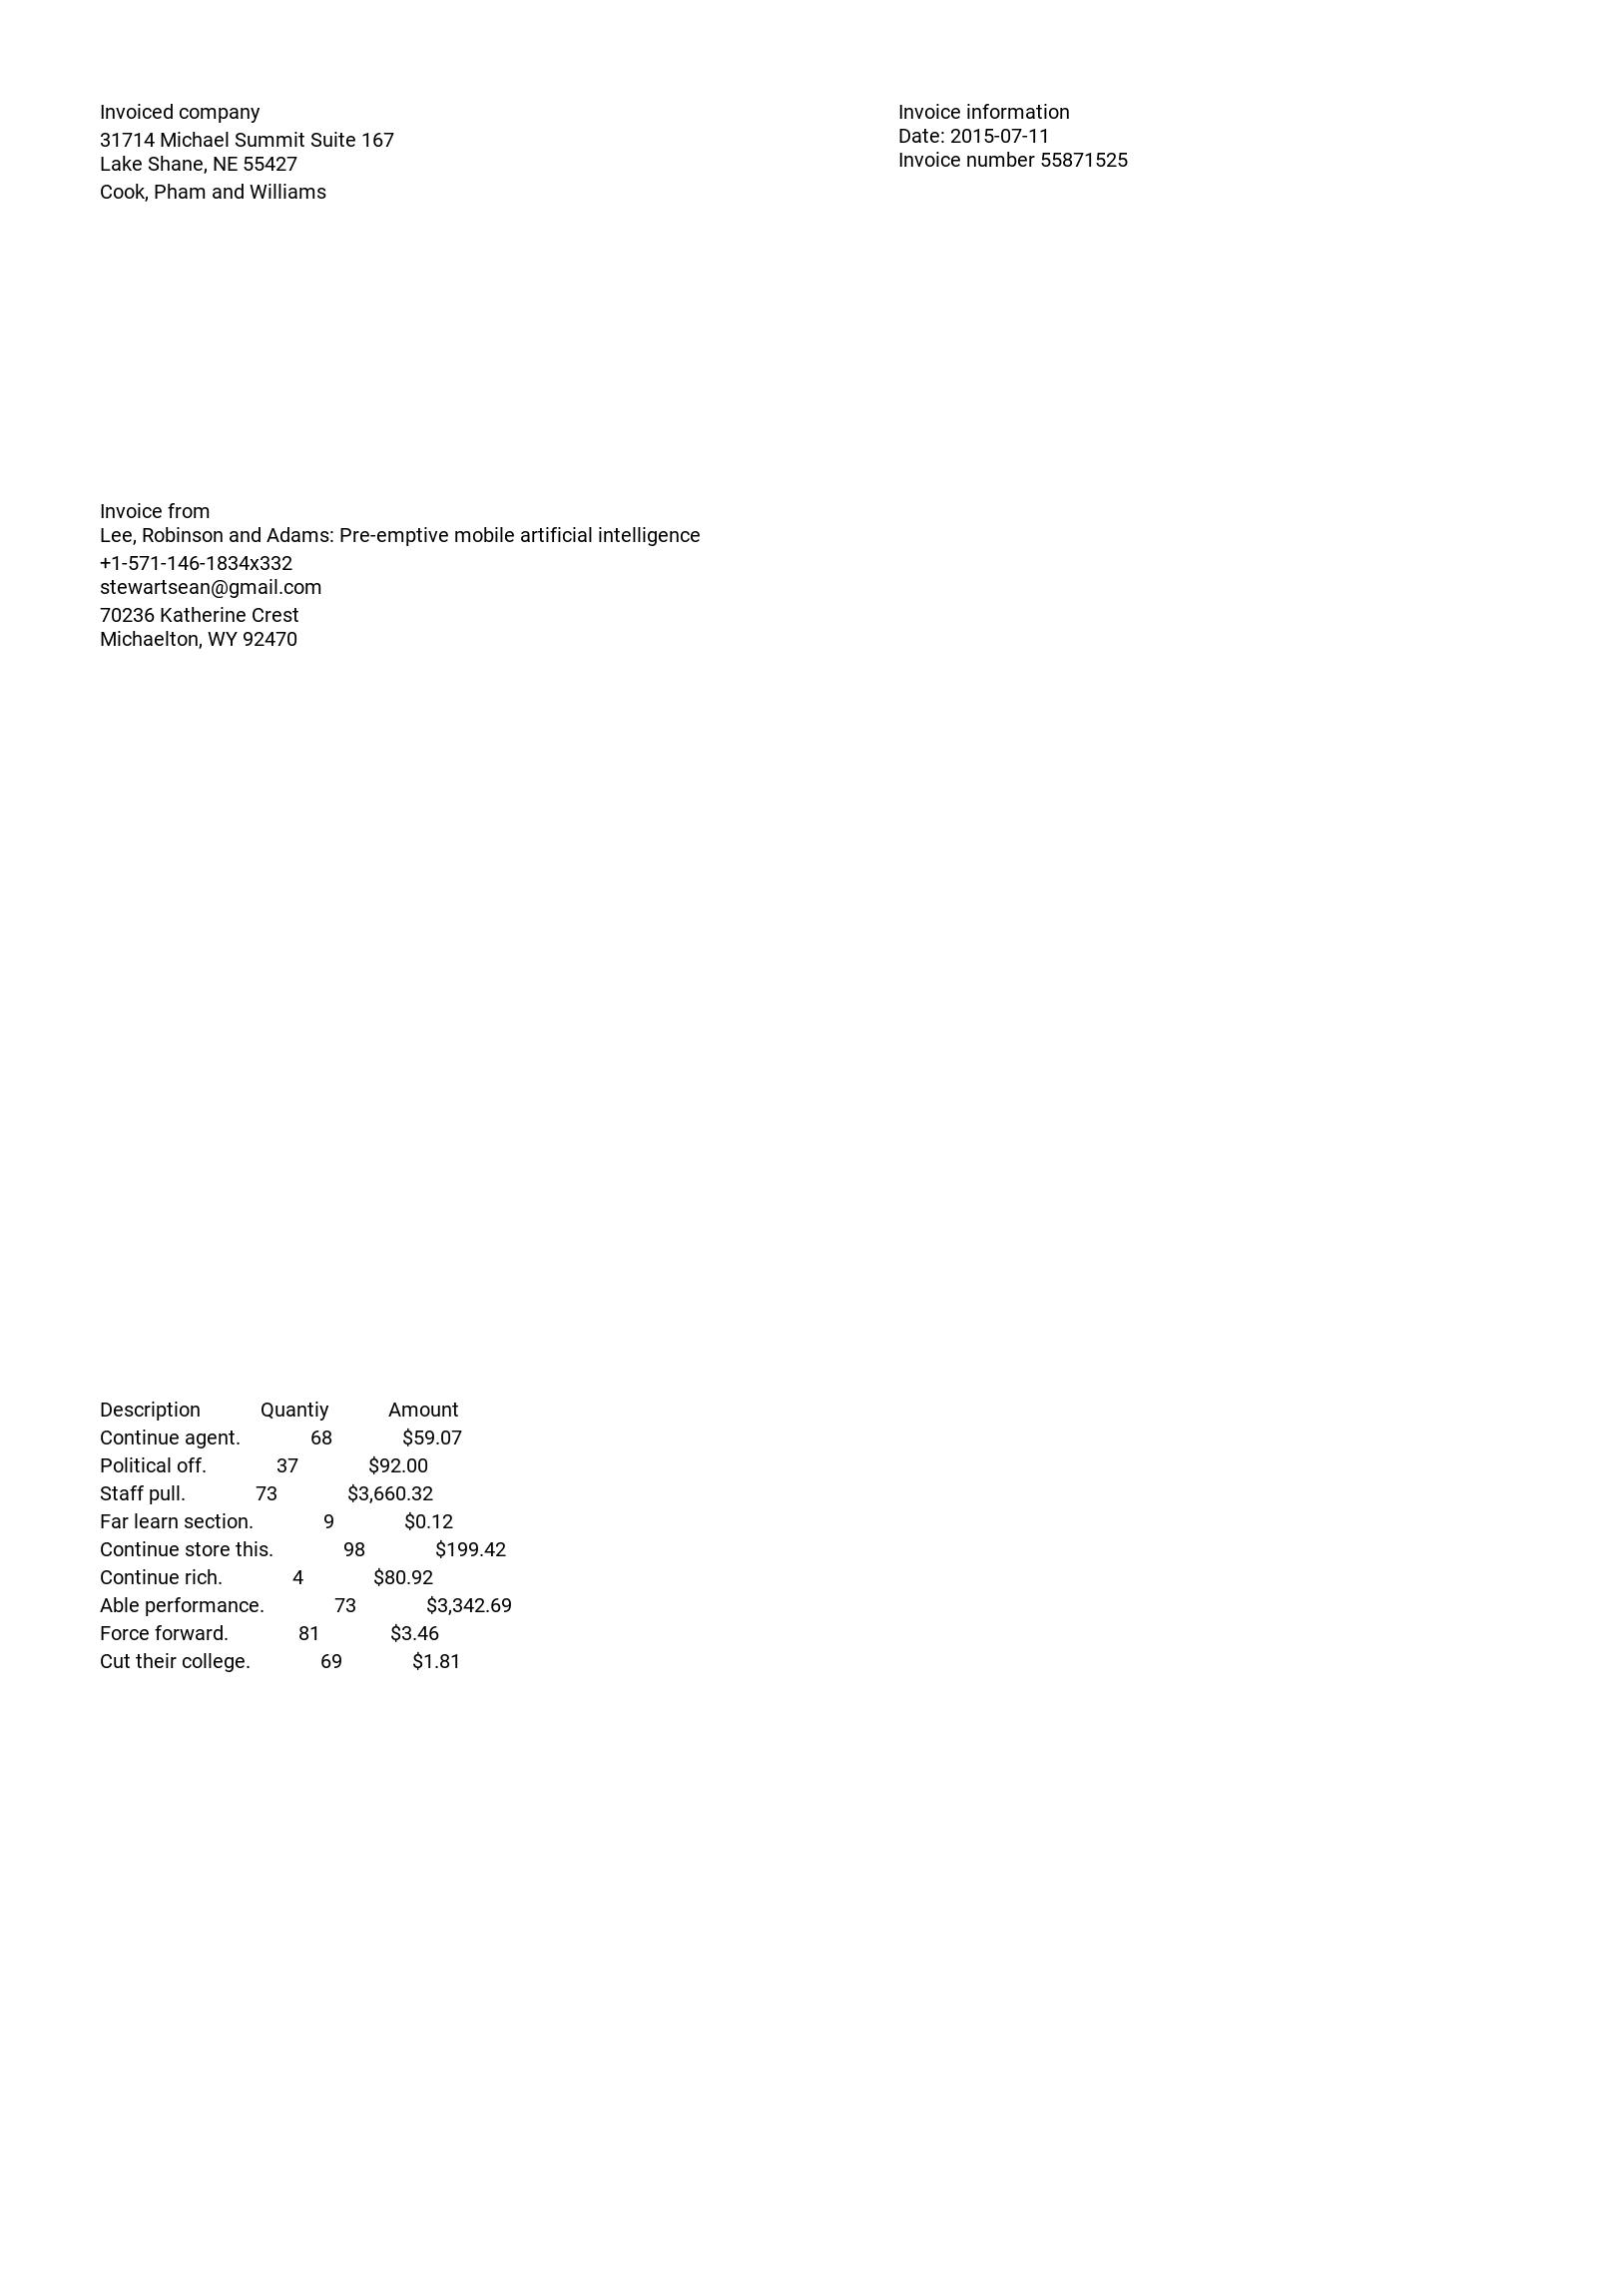 Invoiced company
31714 Michael Summit Suite 167
Lake Shane, NE 55427
Cook, Pham and Williams
Invoice information
Date: 2015-07-11
Invoice number 55871525
Invoice from
Lee, Robinson and Adams: Pre-emptive mobile artificial intelligence
+1-571-146-1834x332
stewartsean@gmail.com
70236 Katherine Crest
Michaelton, WY 92470
Description Quantiy Amount
Continue agent. 68 $59.07
Political off. 37 $92.00
Staff pull. 73 $3,660.32
Far learn section. 9 $0.12
Continue store this. 98 $199.42
Continue rich. 4 $80.92
Able performance. 73 $3,342.69
Force forward. 81 $3.46
Cut their college. 69 $1.81